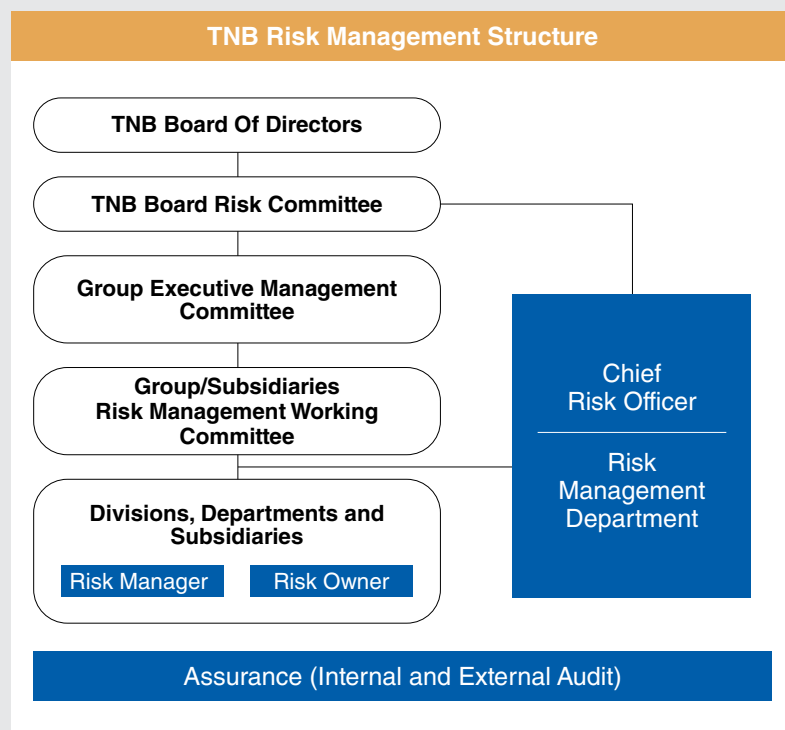 TNB Risk Management Structure
TNB Board Of Directors
TNB Board Risk Committee
Group Executive Management
Committee
Group/Subsidiaries
Risk Management Working
Committee
Divisions, Departments and
Subsidiaries
Risk Manager
Risk Owner
Chief
Risk Officer
Risk
Management
Department
Assurance (Internal and External Audit)